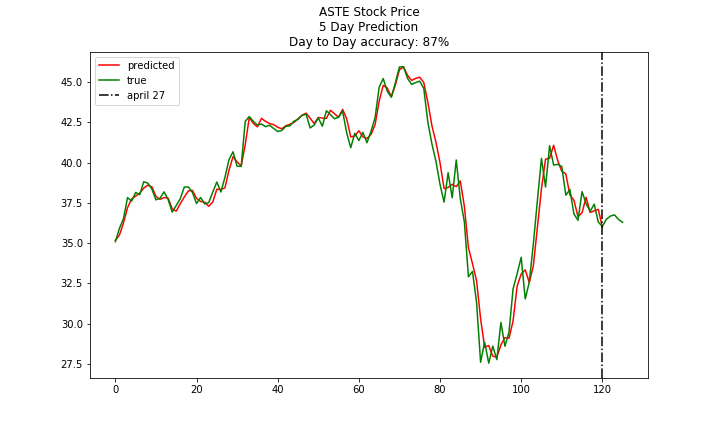 ASTE Stock Price
5 Day Prediction
Day to Day accuracy: 87%
predicted
true
april 27
45.0
42.5
40.0
37.5
35.0
32.5
30.0
27.5
0 20 40 60 80 100 120